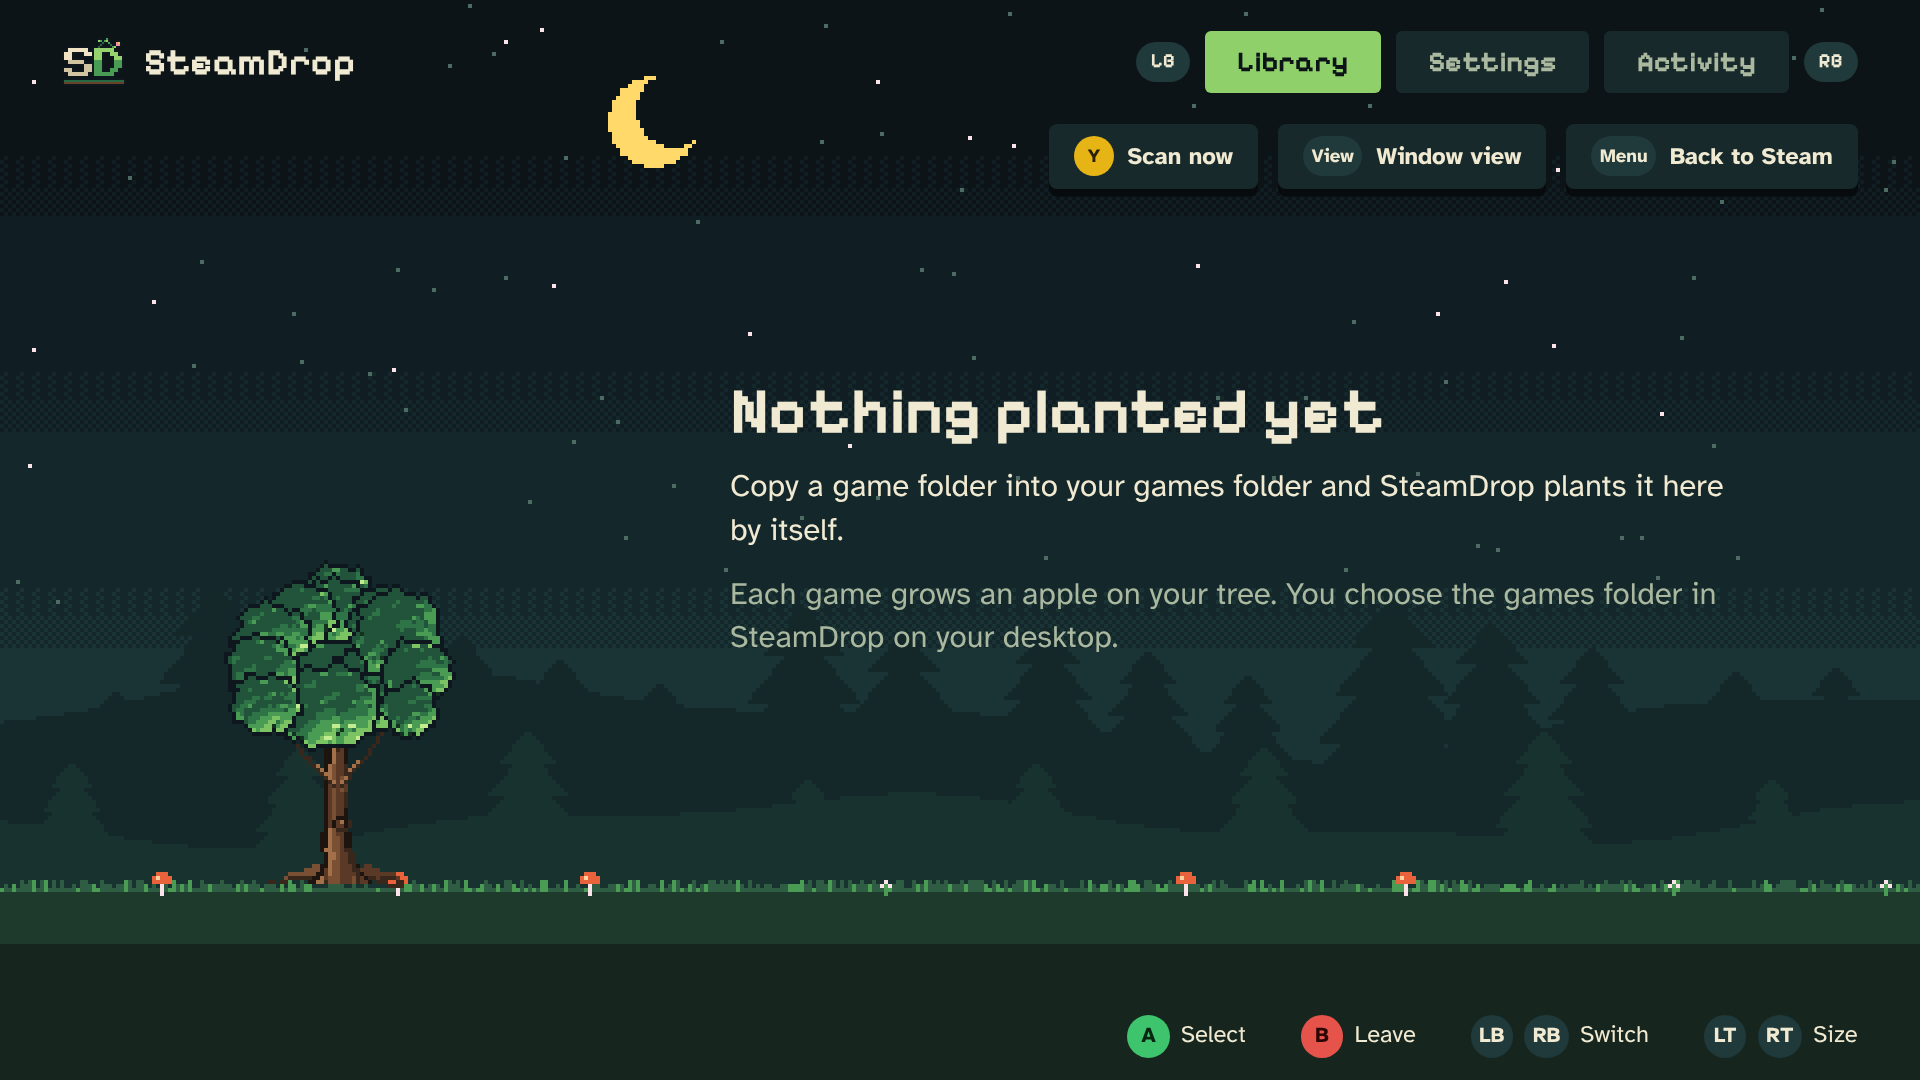 SD SteamDrop
LB Library Settings Activity RB
Y Scan now View Window view Menu Back to Steam
Nothing planted yet
Copy a game folder into your games folder and SteamDrop plants it here
by itself.
Each game grows an apple on your tree. You choose the games folder in
SteamDrop on your desktop.
A Select B Leave LB RB Switch LT RT Size